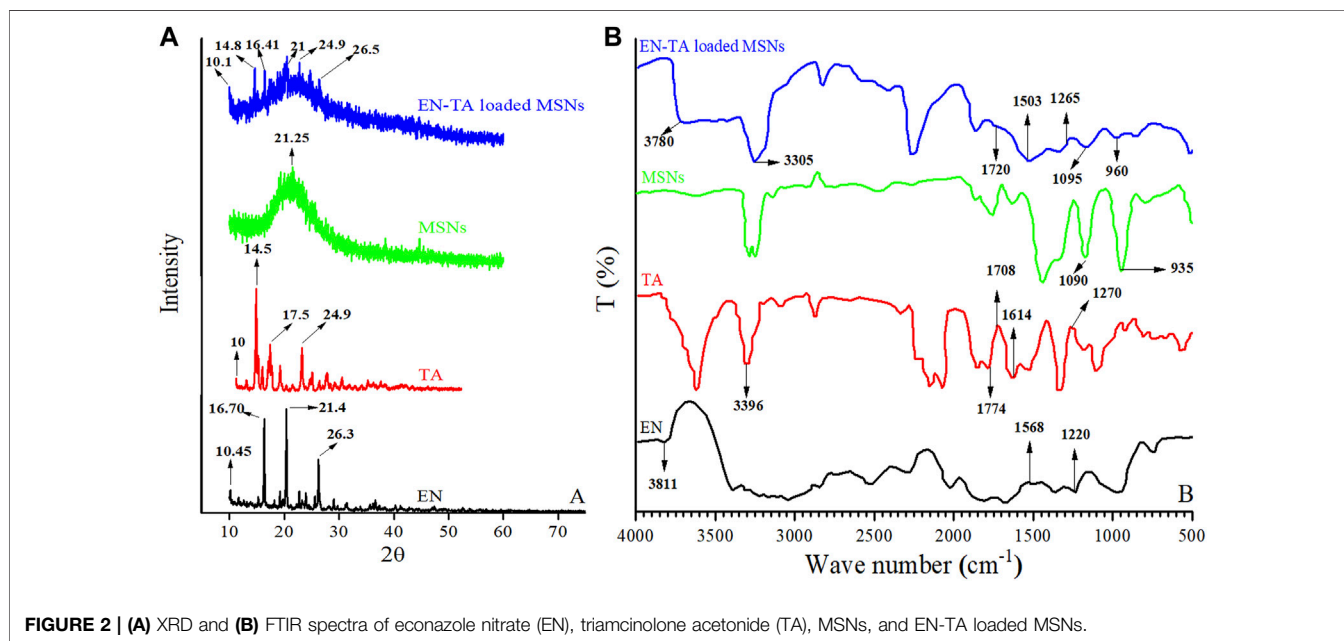 A
B
10.1
14.8
16.41
21
24.9
26.5
EN-TA loaded MSNs
21.25
MSNs
14.5
10
17.5
24.9
TA
16.70
10.45
21.4
26.3
EN
A
Intensity
10 20 30 40 50 60 70
2θ
EN-TA loaded MSNs
3780
3305
1720
1503
1265
1095
960
MSNs
1090
935
TA
3396
1708
1774
1614
1270
EN
3811
1568
1220
B
T (%)
4000 3500 3000 2500 2000 1500 1000 500
Wave number (cm⁻¹)
FIGURE 2 | (A) XRD and (B) FTIR spectra of econazole nitrate (EN), triamcinolone acetonide (TA), MSNs, and EN-TA loaded MSNs.